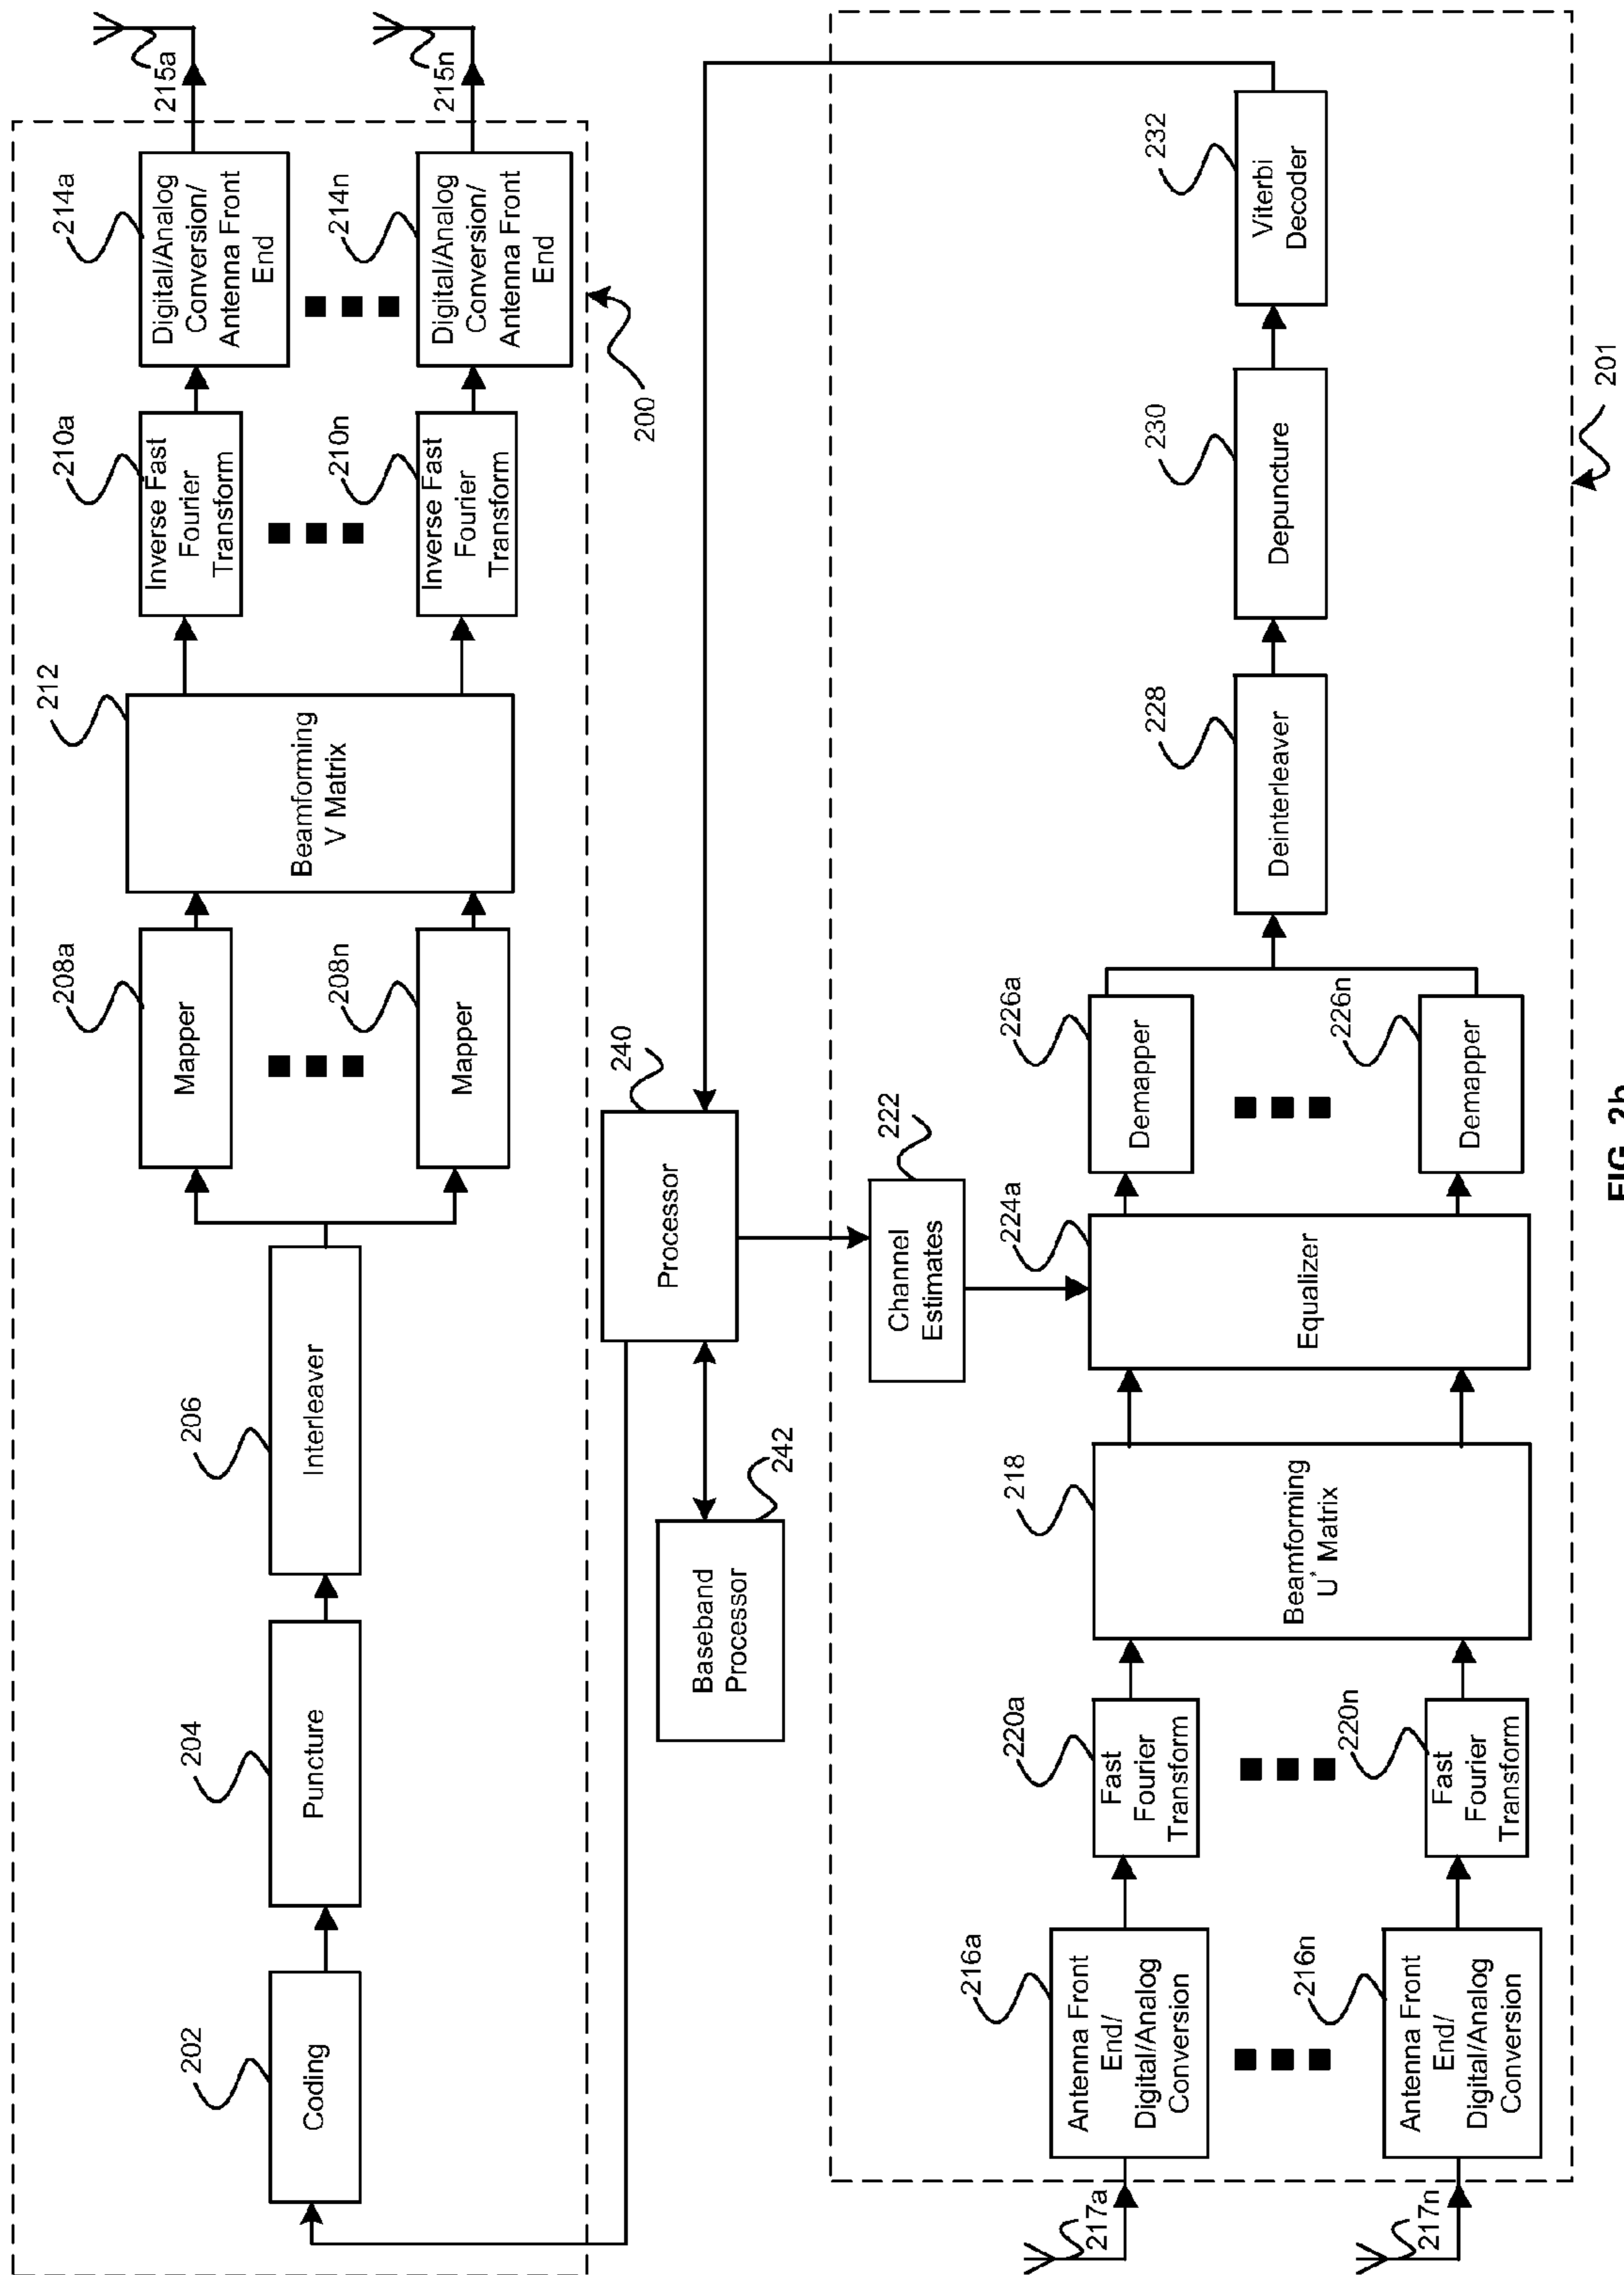 202
Coding
204
Puncture
206
Interleaver
208a
Mapper
208n
Mapper
212
Beamforming
V Matrix
210a
Inverse Fast
Fourier
Transform
210n
Inverse Fast
Fourier
Transform
214a
Digital/Analog
Conversion/
Antenna Front
End
214n
Digital/Analog
Conversion/
Antenna Front
End
215a
215n
200
240
Processor
242
Baseband
Processor
222
Channel
Estimates
217a
217n
216a
Antenna Front
End/
Digital/Analog
Conversion
216n
Antenna Front
End/
Digital/Analog
Conversion
220a
Fast
Fourier
Transform
220n
Fast
Fourier
Transform
218
Beamforming
U* Matrix
224a
Equalizer
226a
Demapper
226n
Demapper
228
Deinterleaver
230
Depuncture
232
Viterbi
Decoder
201
FIG. 2b